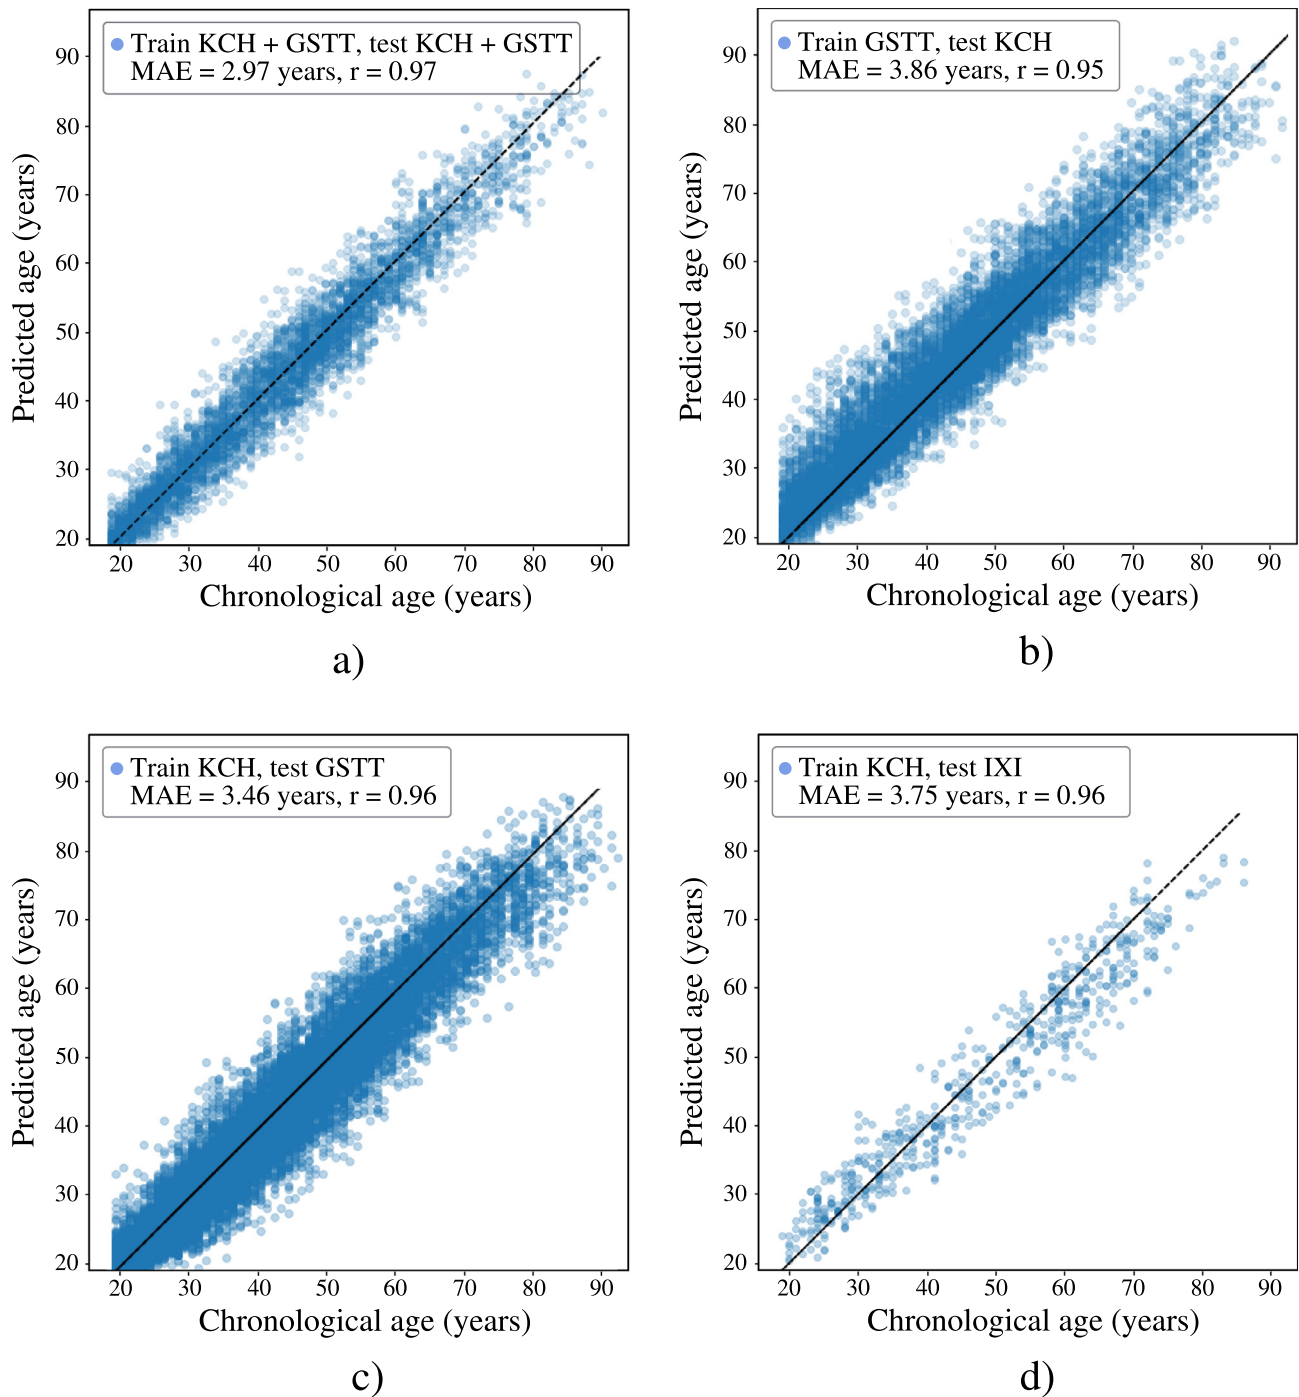 Train KCH + GSTT, test KCH + GSTT
MAE = 2.97 years, r = 0.97
Predicted age (years)
90
80
70
60
50
40
30
20
20 30 40 50 60 70 80 90
Chronological age (years)
a)
Train GSTT, test KCH
MAE = 3.86 years, r = 0.95
Predicted age (years)
90
80
70
60
50
40
30
20
20 30 40 50 60 70 80 90
Chronological age (years)
b)
Train KCH, test GSTT
MAE = 3.46 years, r = 0.96
Predicted age (years)
90
80
70
60
50
40
30
20
20 30 40 50 60 70 80 90
Chronological age (years)
c)
Train KCH, test IXI
MAE = 3.75 years, r = 0.96
Predicted age (years)
90
80
70
60
50
40
30
20
20 30 40 50 60 70 80 90
Chronological age (years)
d)